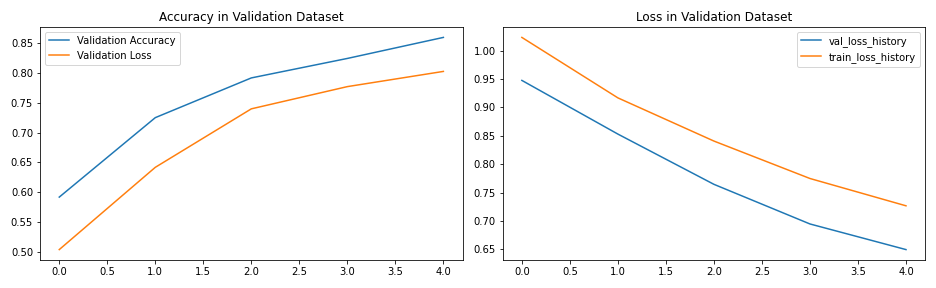 Accuracy in Validation Dataset
Validation Accuracy
Validation Loss
0.85
0.80
0.75
0.70
0.65
0.60
0.55
0.50
0.0 0.5 1.0 1.5 2.0 2.5 3.0 3.5 4.0
Loss in Validation Dataset
val_loss_history
train_loss_history
1.00
0.95
0.90
0.85
0.80
0.75
0.70
0.65
0.0 0.5 1.0 1.5 2.0 2.5 3.0 3.5 4.0